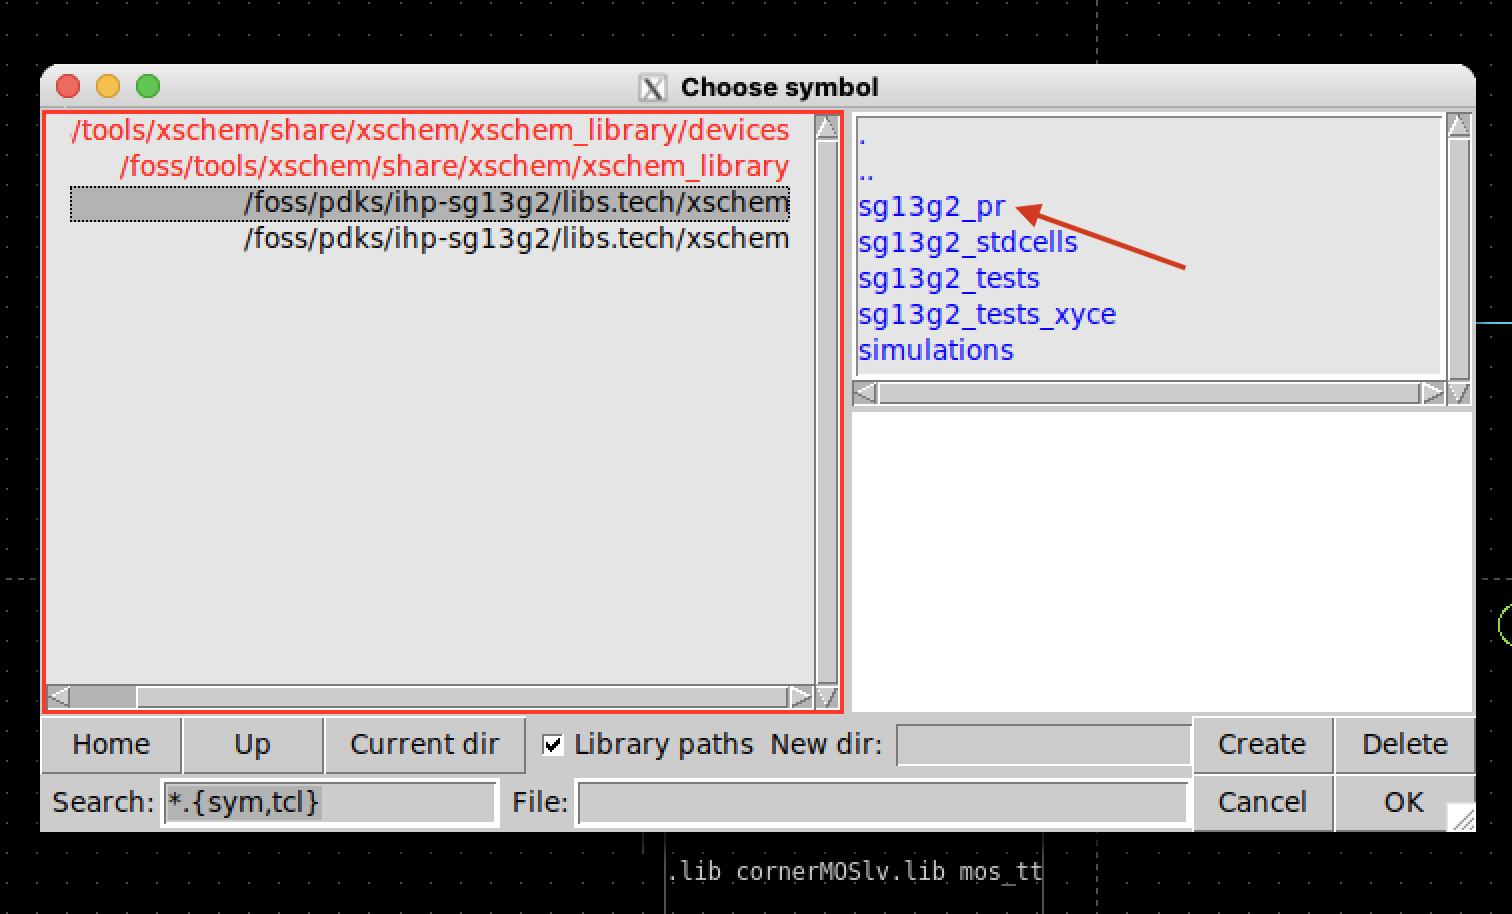 Choose symbol
/tools/xschem/share/xschem/xschem_library/devices
/foss/tools/xschem/share/xschem/xschem_library
/foss/pdks/ihp-sg13g2/libs.tech/xschem
/foss/pdks/ihp-sg13g2/libs.tech/xschem
.
..
sg13g2_pr
sg13g2_stdcells
sg13g2_tests
sg13g2_tests_xyce
simulations
Home Up Current dir Library paths New dir: Create Delete
Search: *.{sym,tcl} File: Cancel OK
.lib cornerMOSlv.lib mos_tt